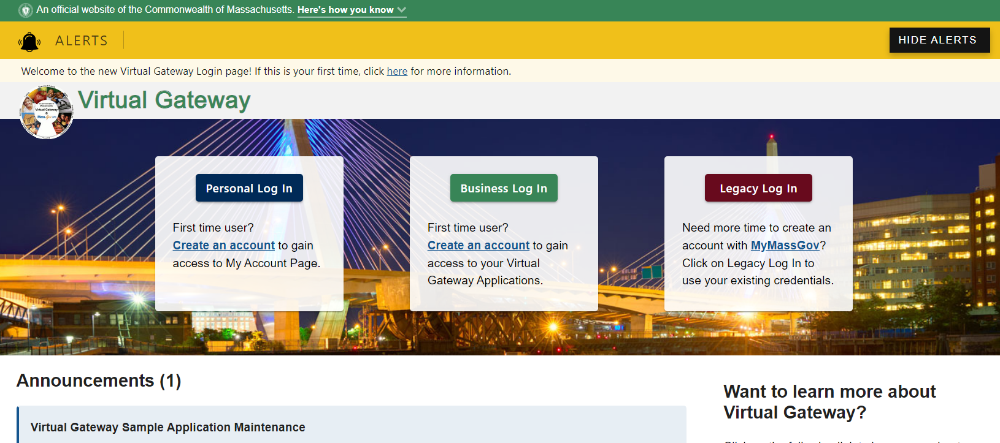 An official website of the Commonwealth of Massachusetts. Here's how you know
ALERTS
HIDE ALERTS
Welcome to the new Virtual Gateway Login page! If this is your first time, click here for more information.
Virtual Gateway
Virtual Gateway
Mass.Gov
Personal Log In
First time user?
Create an account to gain
access to My Account Page.
Business Log In
First time user?
Create an account to gain
access to your Virtual
Gateway Applications.
Legacy Log In
Need more time to create an
account with MyMassGov?
Click on Legacy Log In to
use your existing credentials.
Announcements (1)
Virtual Gateway Sample Application Maintenance
Want to learn more about
Virtual Gateway?